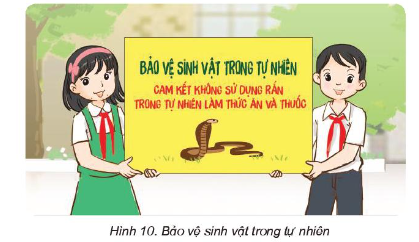 BẢO VỆ SINH VẬT TRONG TỰ NHIÊN
CAM KẾT KHÔNG SỬ DỤNG RẮN
TRONG TỰ NHIÊN LÀM THỨC ĂN VÀ THUỐC
Hình 10. Bảo vệ sinh vật trong tự nhiên